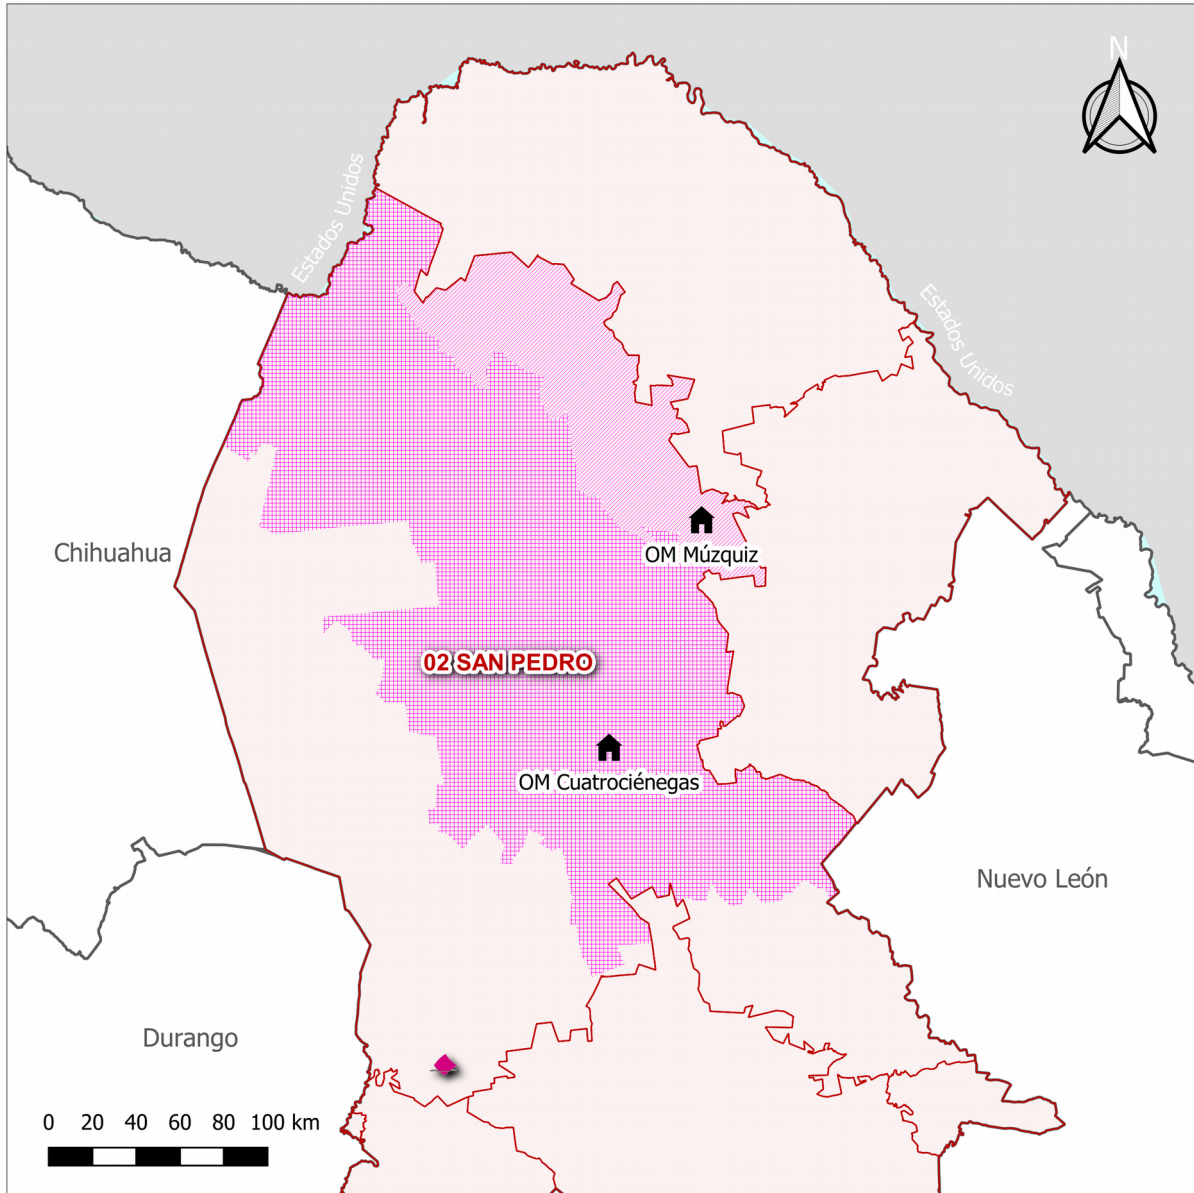 N
Estados Unidos
Estados Unidos
Chihuahua
OM Múzquiz
02 SAN PEDRO
OM Cuatrociénegas
Nuevo León
Durango
0 20 40 60 80 100 km